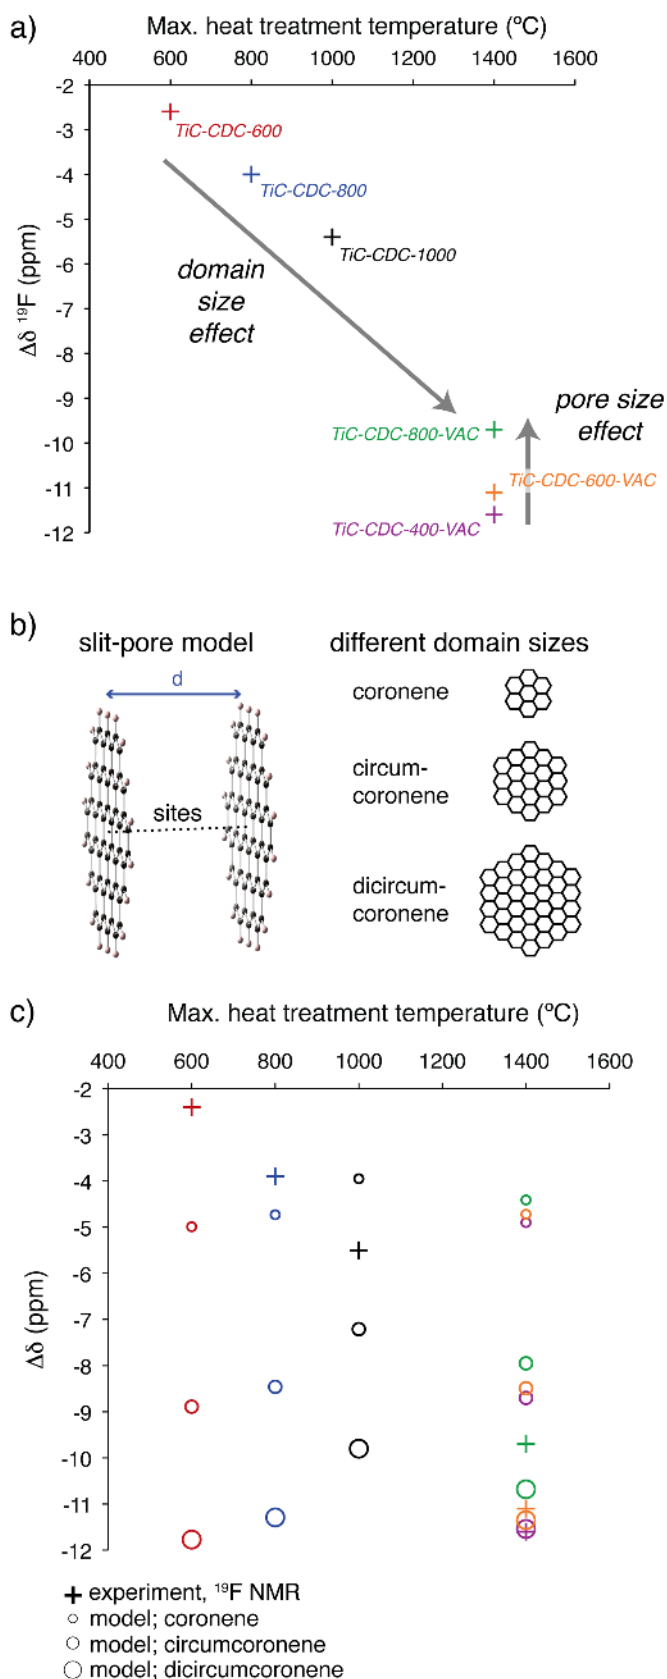 a)
Max. heat treatment temperature (ºC)
400 600 800 1000 1200 1400 1600
-2
-3
-4
-5
-6
-7
-8
-9
-10
-11
-12
Δδ ¹⁹F (ppm)
TiC-CDC-600
TiC-CDC-800
TiC-CDC-1000
domain
size
effect
pore size
effect
TiC-CDC-800-VAC
TiC-CDC-600-VAC
TiC-CDC-400-VAC
b)
slit-pore model
d
sites
different domain sizes
coronene
circum-
coronene
dicircum-
coronene
c)
Max. heat treatment temperature (ºC)
400 600 800 1000 1200 1400 1600
-2
-3
-4
-5
-6
-7
-8
-9
-10
-11
-12
Δδ (ppm)
experiment, ¹⁹F NMR
model; coronene
model; circumcoronene
model; dicircumcoronene